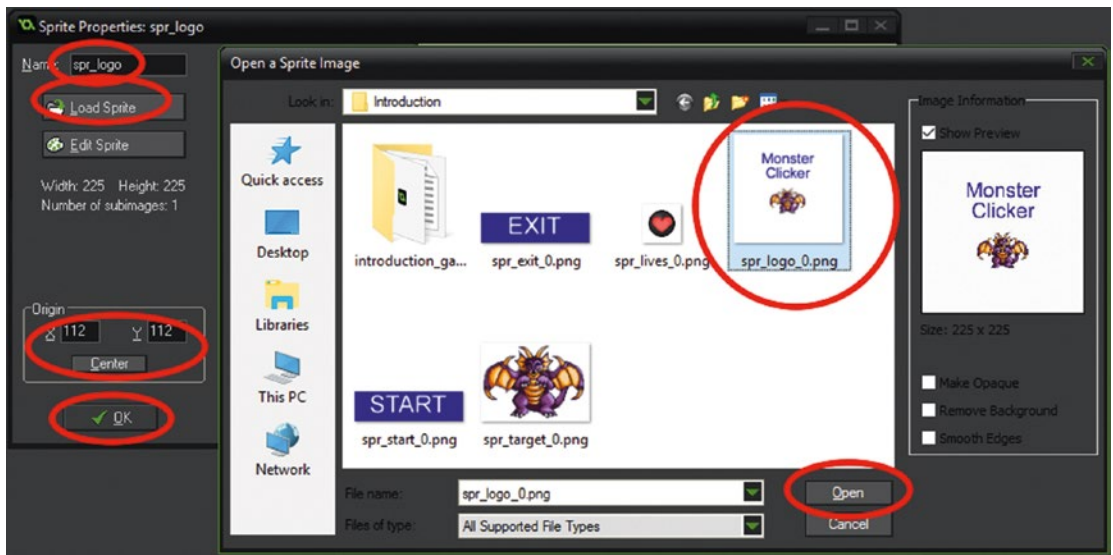 Sprite Properties: spr_logo
Name: spr_logo
Load Sprite
Edit Sprite
Width: 225 Height: 225
Number of subimages: 1
Origin
X 112 Y 112
Center
OK
Open a Sprite Image
Look in: Introduction
Quick access
Desktop
Libraries
This PC
Network
introduction_ga...
EXIT
spr_exit_0.png
spr_lives_0.png
Monster
Clicker
spr_logo_0.png
START
spr_start_0.png
spr_target_0.png
File name: spr_logo_0.png
Files of type: All Supported File Types
Open
Cancel
Image Information
Show Preview
Monster
Clicker
Size: 225 x 225
Make Opaque
Remove Background
Smooth Edges